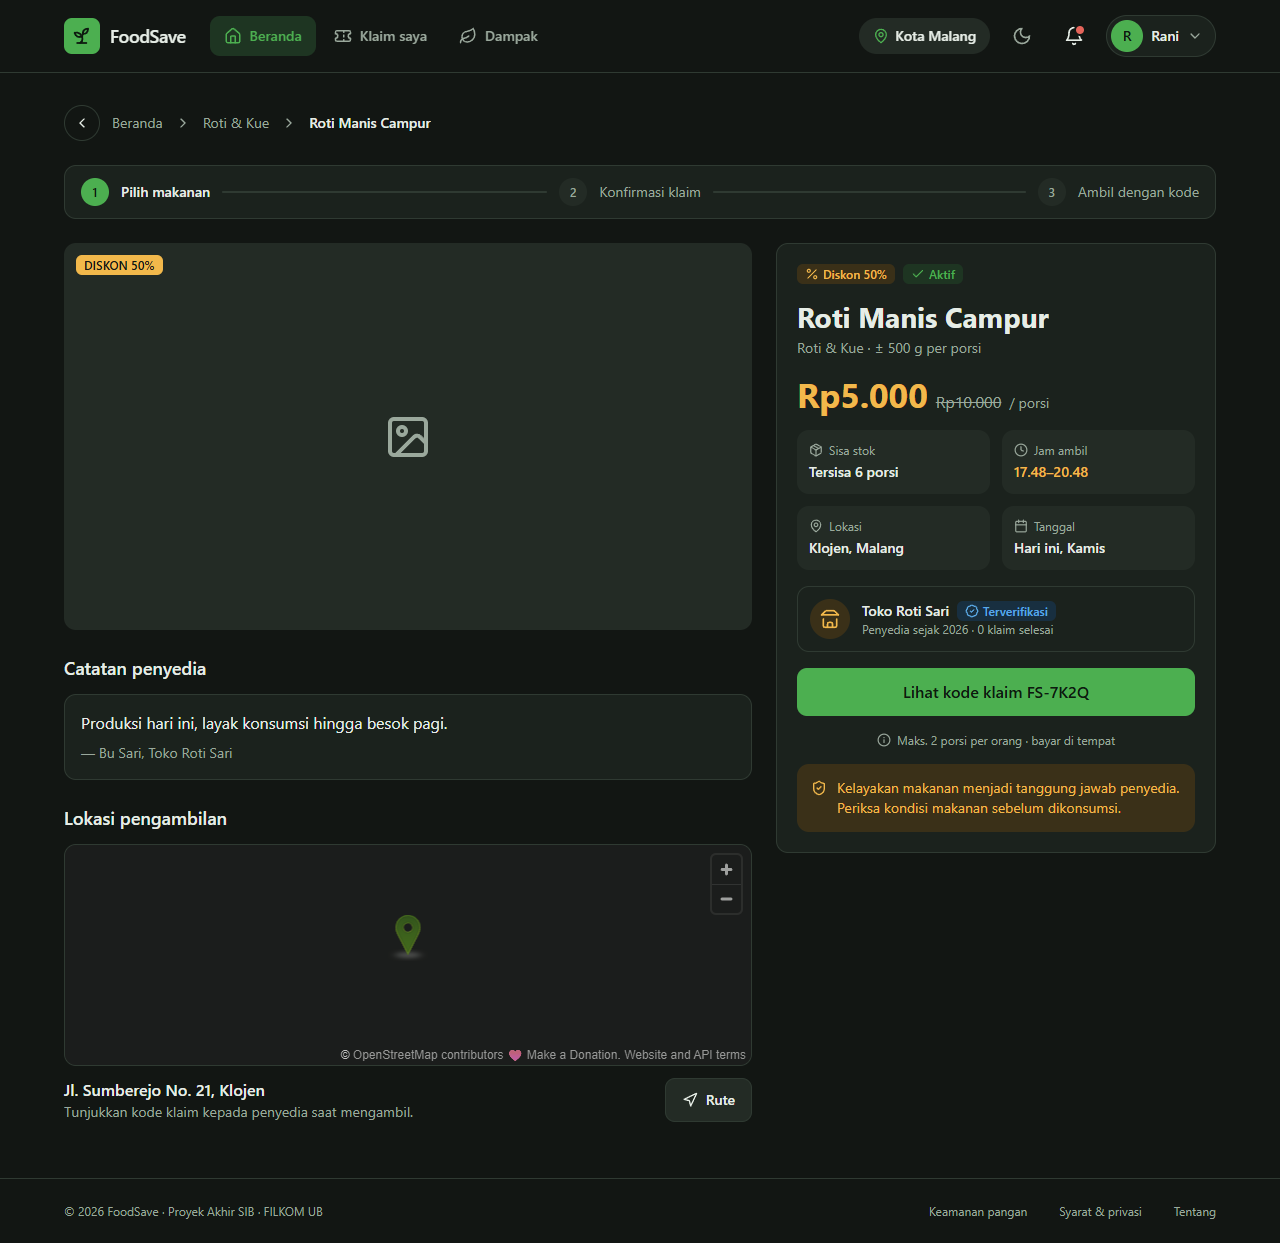 FoodSave
Beranda
Klaim saya
Dampak
Kota Malang
R
Rani
Beranda
Roti & Kue
Roti Manis Campur
1
Pilih makanan
2
Konfirmasi klaim
3
Ambil dengan kode
DISKON 50%
Catatan penyedia
Produksi hari ini, layak konsumsi hingga besok pagi.
— Bu Sari, Toko Roti Sari
Lokasi pengambilan
+
−
© OpenStreetMap contributors ♥ Make a Donation. Website and API terms
Jl. Sumberejo No. 21, Klojen
Tunjukkan kode klaim kepada penyedia saat mengambil.
Rute
Diskon 50%
Aktif
Roti Manis Campur
Roti & Kue · ± 500 g per porsi
Rp5.000 Rp10.000 / porsi
Sisa stok
Tersisa 6 porsi
Jam ambil
17.48–20.48
Lokasi
Klojen, Malang
Tanggal
Hari ini, Kamis
Toko Roti Sari
Terverifikasi
Penyedia sejak 2026 · 0 klaim selesai
Lihat kode klaim FS-7K2Q
Maks. 2 porsi per orang · bayar di tempat
Kelayakan makanan menjadi tanggung jawab penyedia.
Periksa kondisi makanan sebelum dikonsumsi.
© 2026 FoodSave · Proyek Akhir SIB · FILKOM UB
Keamanan pangan
Syarat & privasi
Tentang